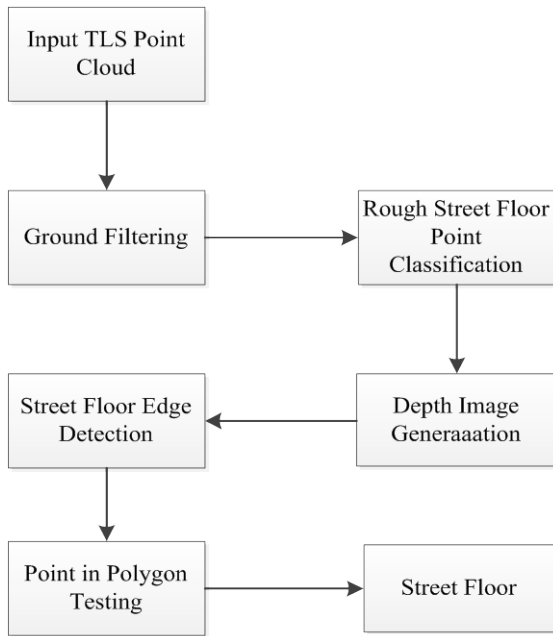 Input TLS Point
Cloud
Ground Filtering
Rough Street Floor
Point
Classification
Depth Image
Generaaation
Street Floor Edge
Detection
Point in Polygon
Testing
Street Floor